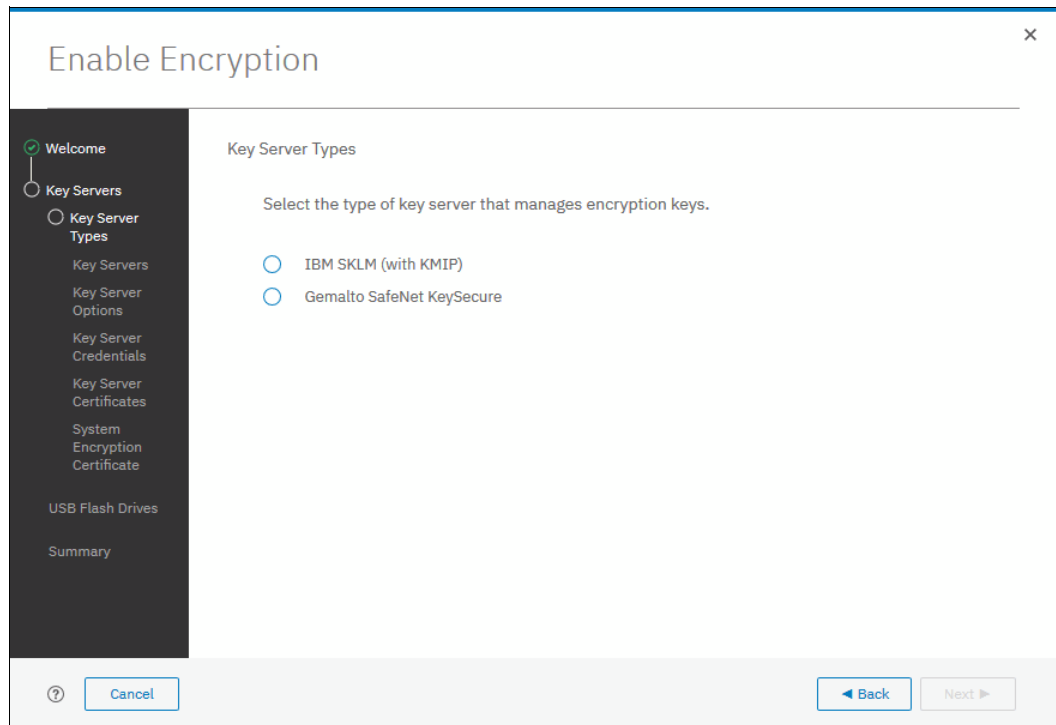 Enable Encryption
Welcome
Key Servers
Key Server
Types
Key Servers
Key Server
Options
Key Server
Credentials
Key Server
Certificates
System
Encryption
Certificate
USB Flash Drives
Summary
Key Server Types
Select the type of key server that manages encryption keys.
IBM SKLM (with KMIP)
Gemalto SafeNet KeySecure
? Cancel ◄ Back Next ►